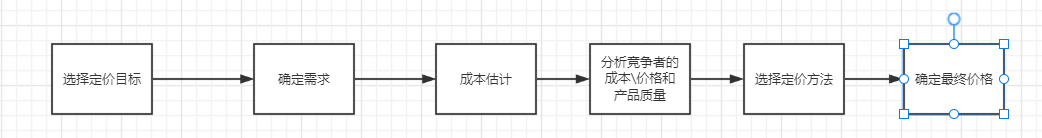 选择定价目标
确定需求
成本估计
分析竞争者的
成本\价格和
产品质量
选择定价方法
确定最终价格